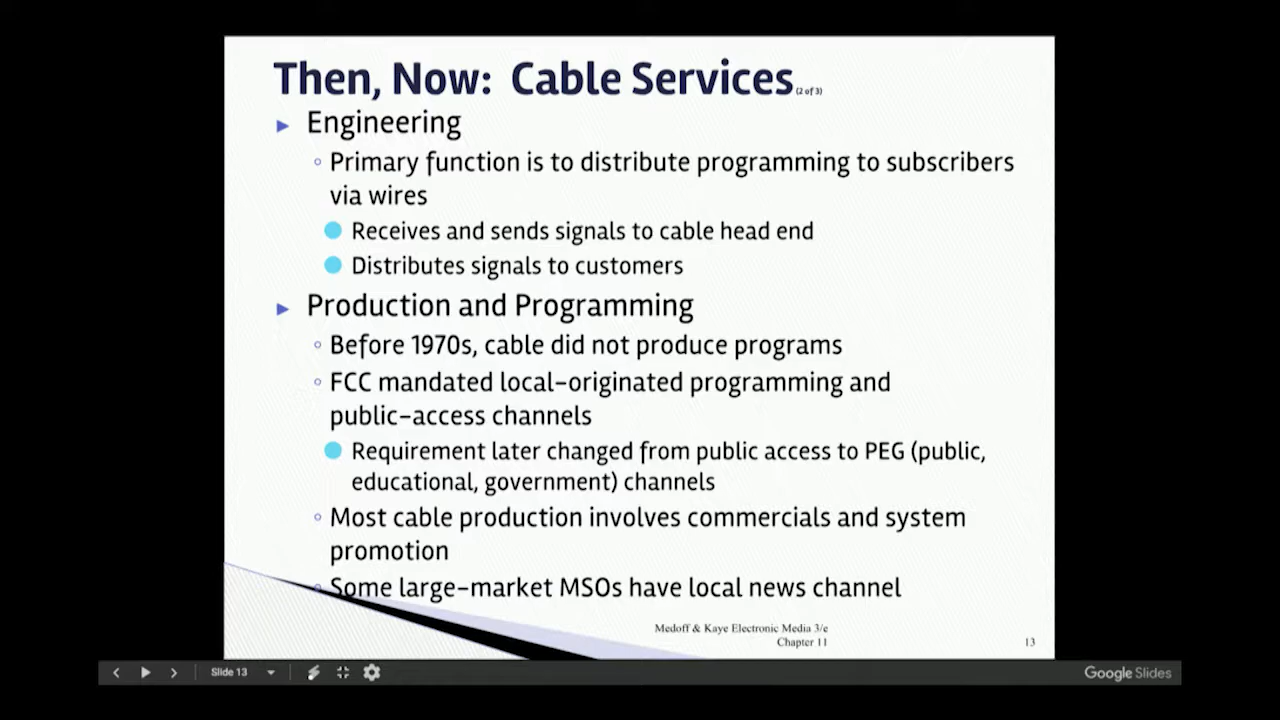 Then, Now: Cable Services (2 of 3)
Engineering
Primary function is to distribute programming to subscribers
via wires
Receives and sends signals to cable head end
Distributes signals to customers
Production and Programming
Before 1970s, cable did not produce programs
FCC mandated local-originated programming and
public-access channels
Requirement later changed from public access to PEG (public,
educational, government) channels
Most cable production involves commercials and system
promotion
Some large-market MSOs have local news channel
Medoff & Kaye Electronic Media 3/e
Chapter 11
13
Slide 13
Google Slides